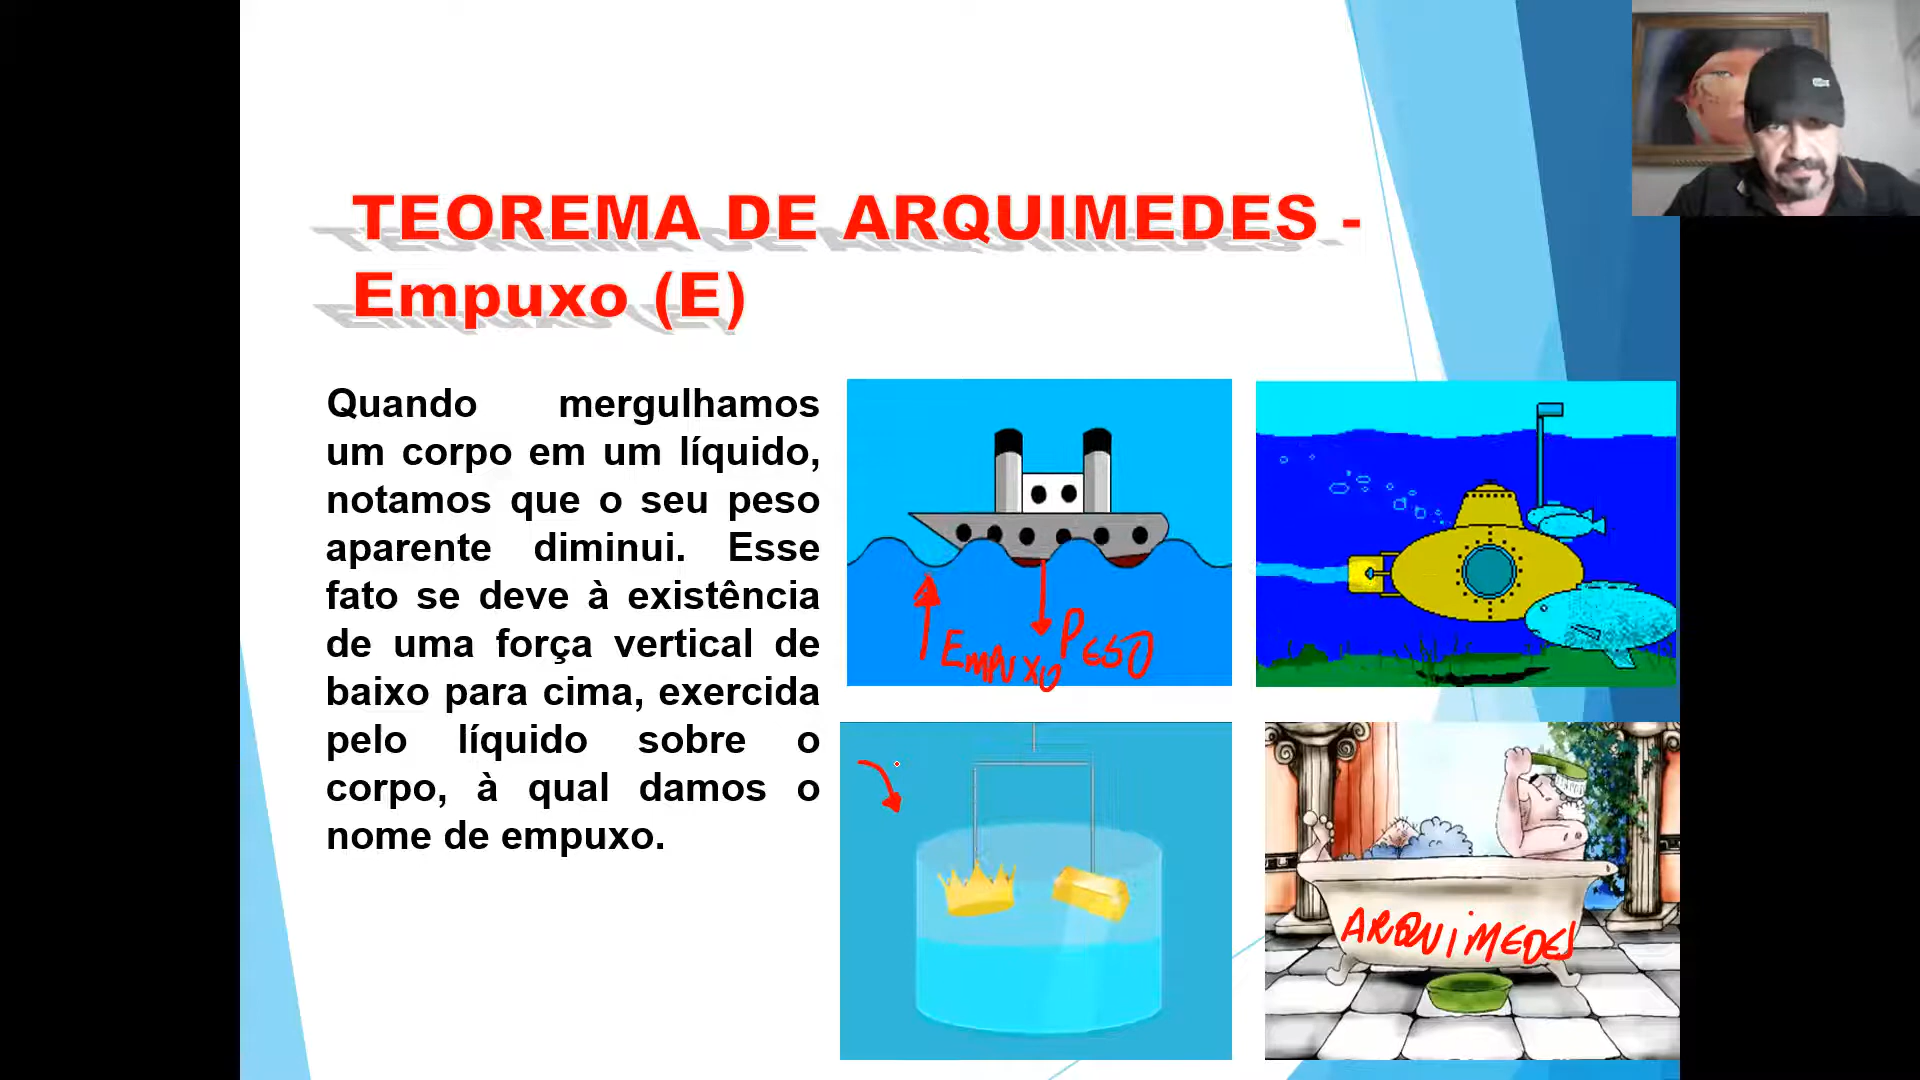 TEOREMA DE ARQUIMEDES -
Empuxo (E)
Quando mergulhamos
um corpo em um líquido,
notamos que o seu peso
aparente diminui. Esse
fato se deve à existência
de uma força vertical de
baixo para cima, exercida
pelo líquido sobre o
corpo, à qual damos o
nome de empuxo.
EMPUXO
PESO
ARQUIMEDES